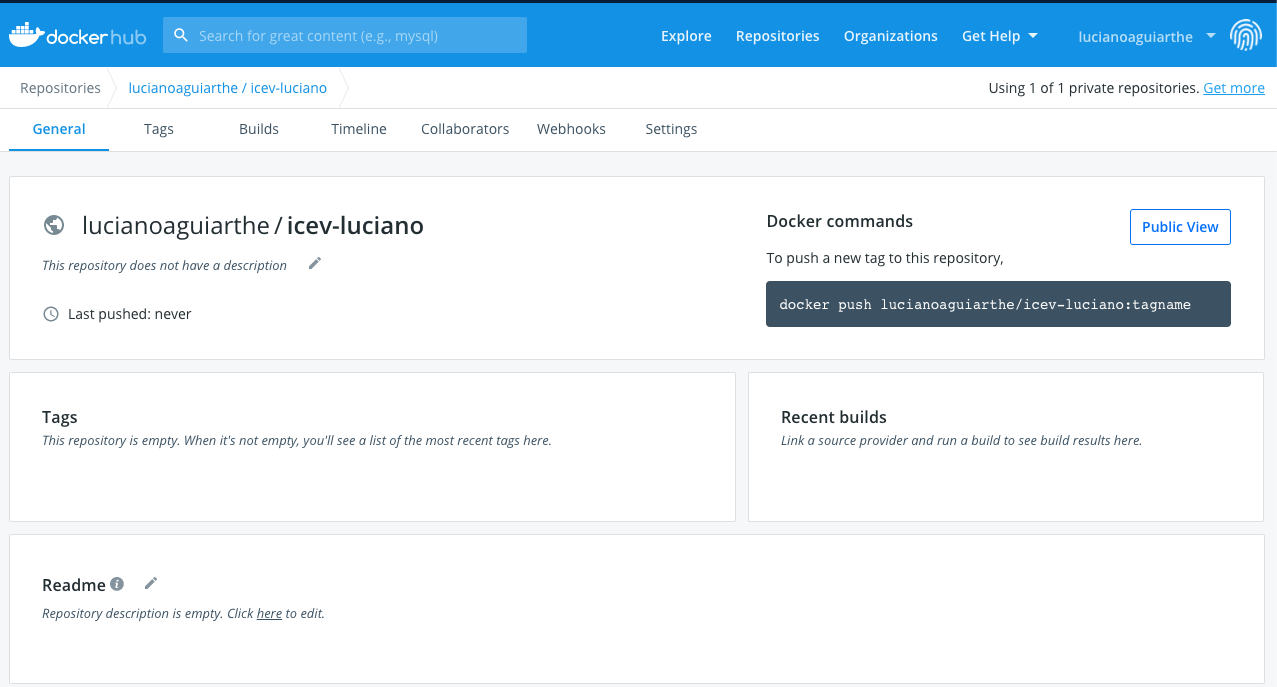 dockerhub Search for great content (e.g., mysql) Explore Repositories Organizations Get Help lucianoaguiarthe
Repositories lucianoaguiarthe / icev-luciano Using 1 of 1 private repositories. Get more
General Tags Builds Timeline Collaborators Webhooks Settings
lucianoaguiarthe / icev-luciano
This repository does not have a description
Last pushed: never
Docker commands
Public View
To push a new tag to this repository,
docker push lucianoaguiarthe/icev-luciano:tagname
Tags
This repository is empty. When it's not empty, you'll see a list of the most recent tags here.
Recent builds
Link a source provider and run a build to see build results here.
Readme
Repository description is empty. Click here to edit.